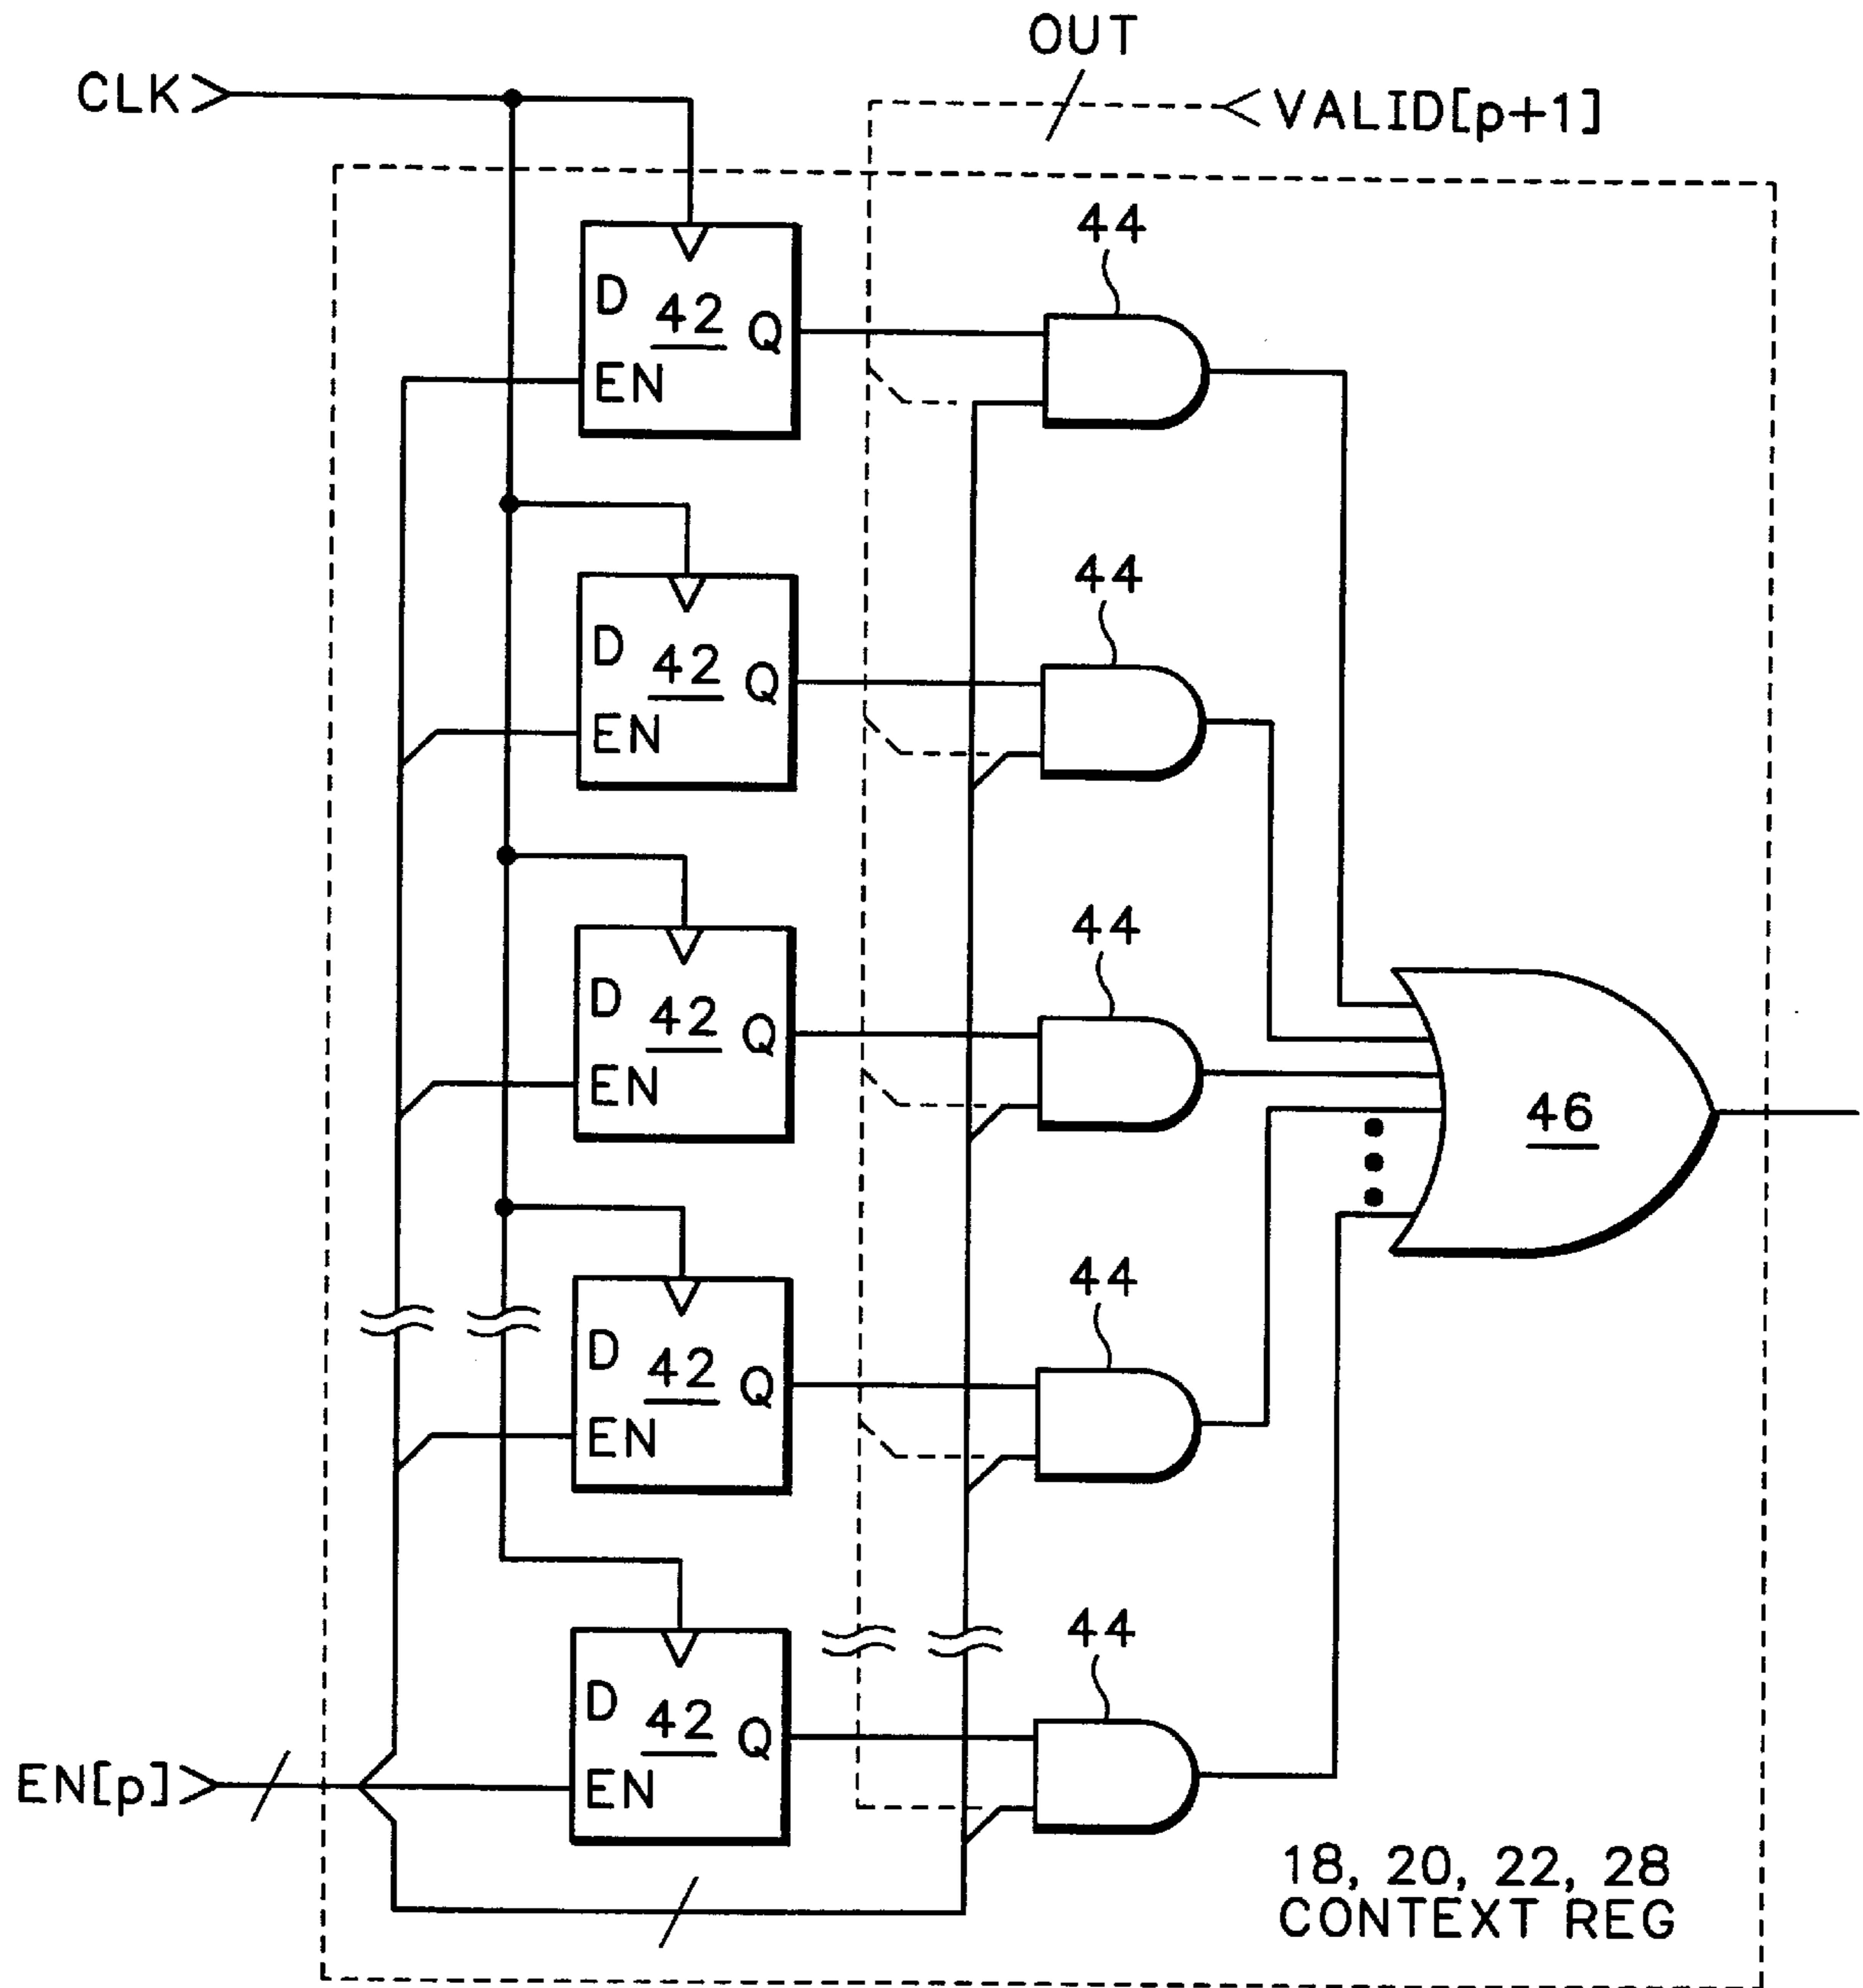 OUT
CLK
VALID[p+1]
44
D 42 Q
EN
44
D 42 Q
EN
44
D 42 Q
EN
46
44
D 42 Q
EN
44
D 42 Q
EN[p]
EN
18, 20, 22, 28
CONTEXT REG